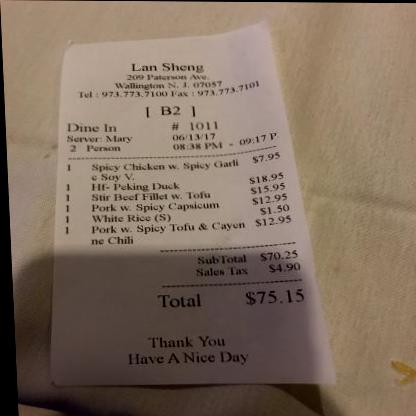 Lan Sheng
209 Paterson Ave.
Wallington N. J. 07057
Tel : 973.773.7100 Fax : 973.773.7101
[ B2 ]
Dine In # 1011
Server: Mary 06/13/17
2 Person 08:38 PM - 09:17 P
1 Spicy Chicken w. Spicy Garli $7.95
c Soy V.
1 Hf- Peking Duck $18.95
1 Stir Beef Fillet w. Tofu $15.95
1 Pork w. Spicy Capsicum $12.95
1 White Rice (S) $1.50
1 Pork w. Spicy Tofu & Cayen $12.95
ne Chili
SubTotal $70.25
Sales Tax $4.90
Total $75.15
Thank You
Have A Nice Day